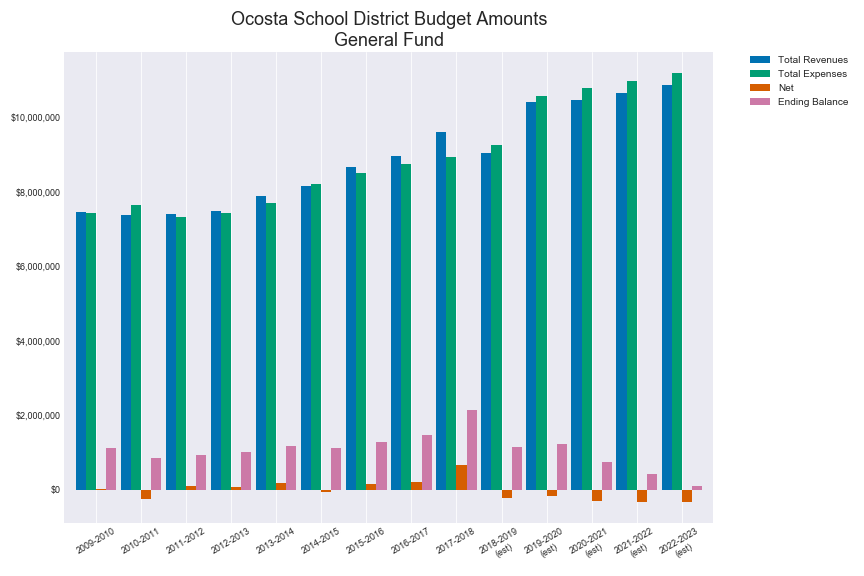 Ocosta School District Budget Amounts
General Fund
Total Revenues
Total Expenses
Net
Ending Balance
$10,000,000
$8,000,000
$6,000,000
$4,000,000
$2,000,000
$0
2009-2010
2010-2011
2011-2012
2012-2013
2013-2014
2014-2015
2015-2016
2016-2017
2017-2018
2018-2019
(est)
2019-2020
(est)
2020-2021
(est)
2021-2022
(est)
2022-2023
(est)